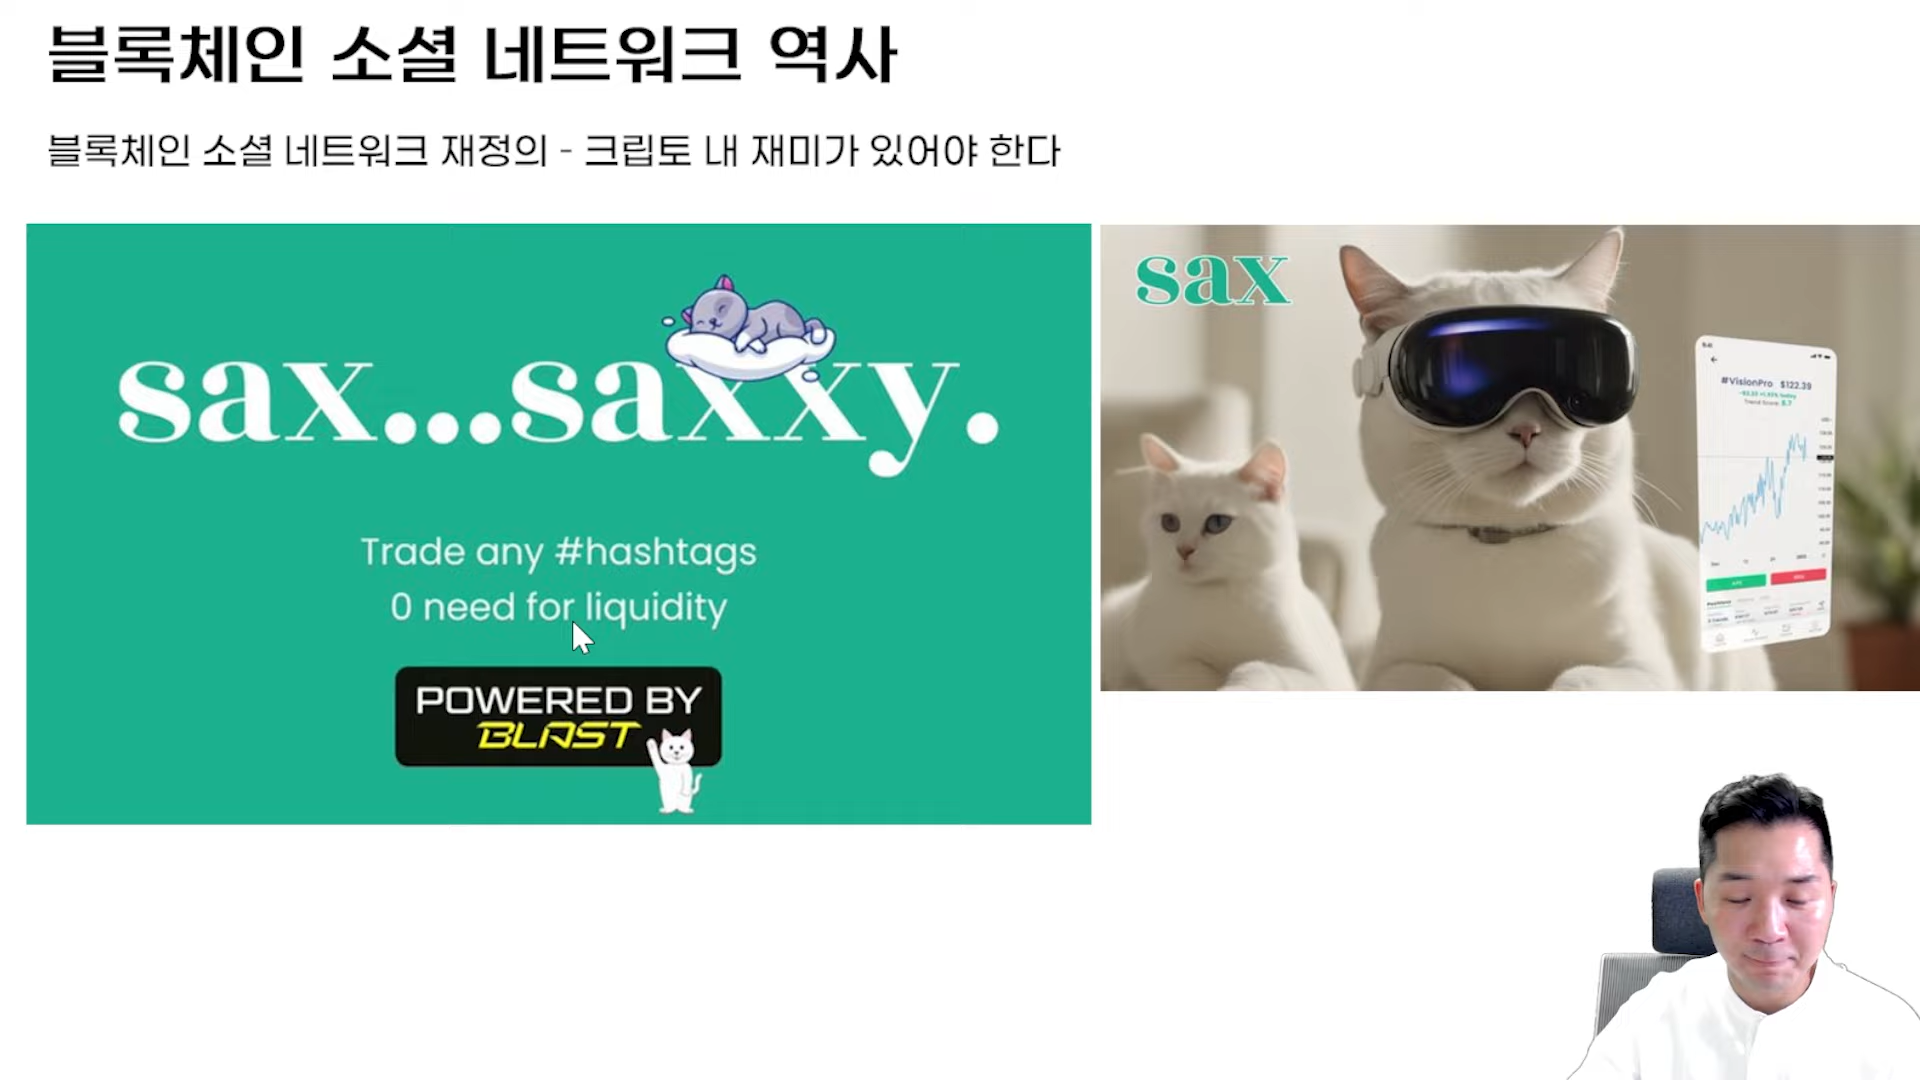 블록체인 소셜 네트워크 역사
블록체인 소셜 네트워크 재정의 - 크립토 내 재미가 있어야 한다
sax...saxxy.
Trade any #hashtags
0 need for liquidity
POWERED BY
BLAST
sax
#VisionPro $122.39